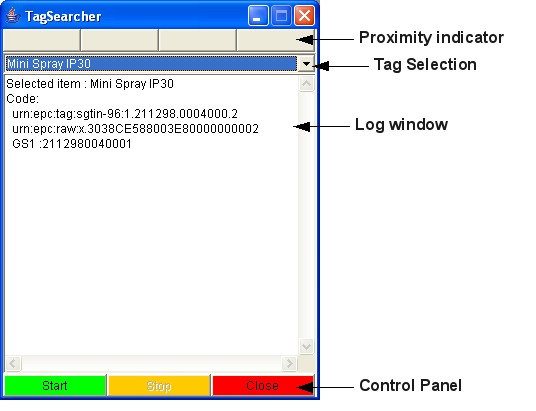 TagSearcher
Proximity indicator
Mini Spray IP30
Tag Selection
Selected item : Mini Spray IP30
Code:
urn:epc:tag:sgtin-96:1.211298.0004000.2
urn:epc:raw:x.3038CE588003E80000000002
Log window
GS1 :2112980040001
Start
Stop
Close
Control Panel